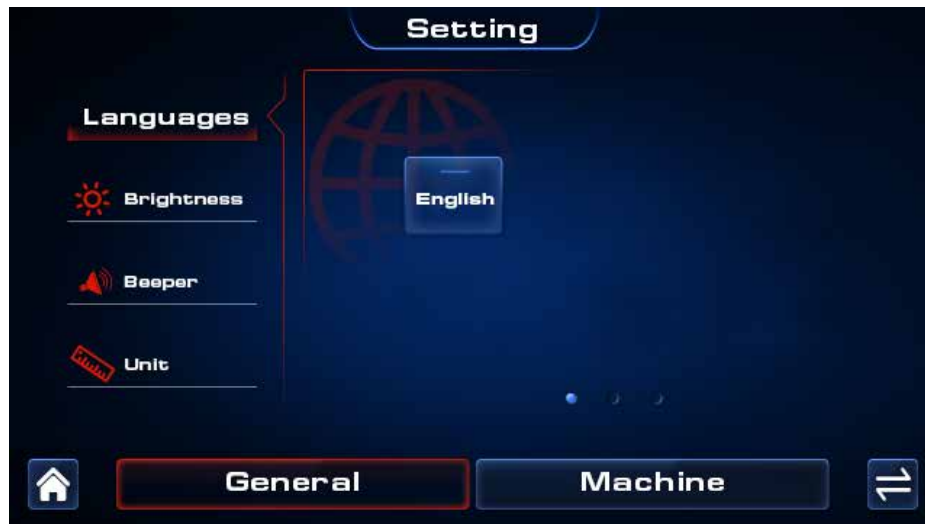 Setting
Languages
Brightness
English
Beeper
Unit
General
Machine